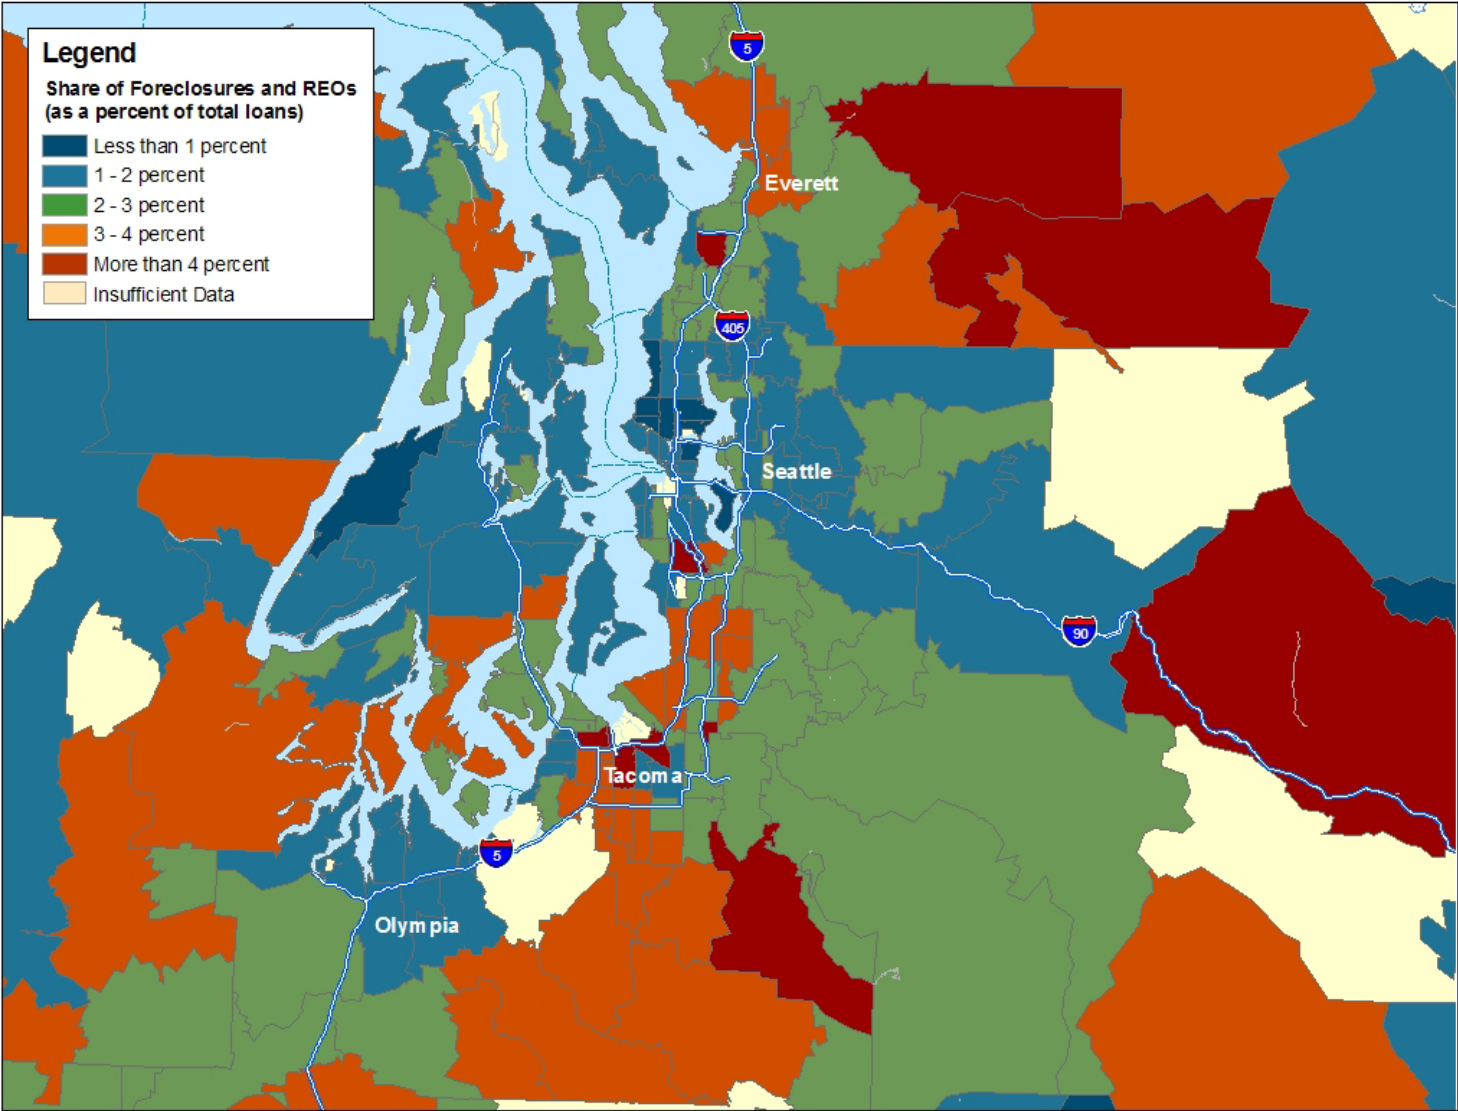 Legend
Share of Foreclosures and REOs
(as a percent of total loans)
Less than 1 percent
1 - 2 percent
2 - 3 percent
3 - 4 percent
More than 4 percent
Insufficient Data
5
Everett
405
Seattle
90
Tacoma
5
Olympia